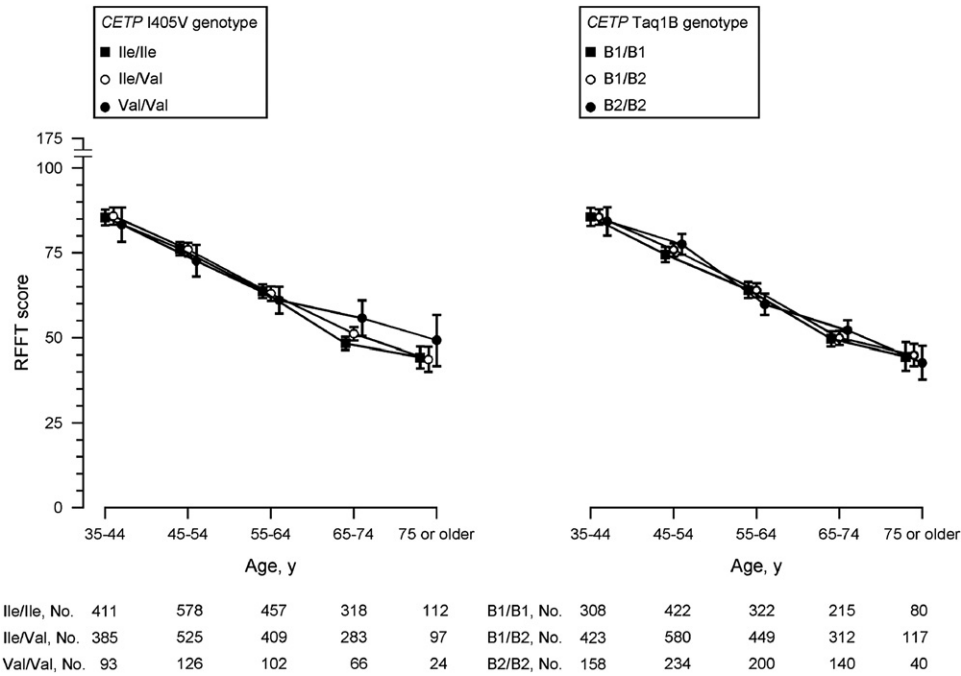 CETP I405V genotype
Ile/Ile
Ile/Val
Val/Val
CETP Taq1B genotype
B1/B1
B1/B2
B2/B2
RFFT score
175
100
75
50
25
0
35-44 45-54 55-64 65-74 75 or older
Age, y
35-44 45-54 55-64 65-74 75 or older
Age, y
Ile/Ile, No. 411 578 457 318 112
Ile/Val, No. 385 525 409 283 97
Val/Val, No. 93 126 102 66 24
B1/B1, No. 308 422 322 215 80
B1/B2, No. 423 580 449 312 117
B2/B2, No. 158 234 200 140 40